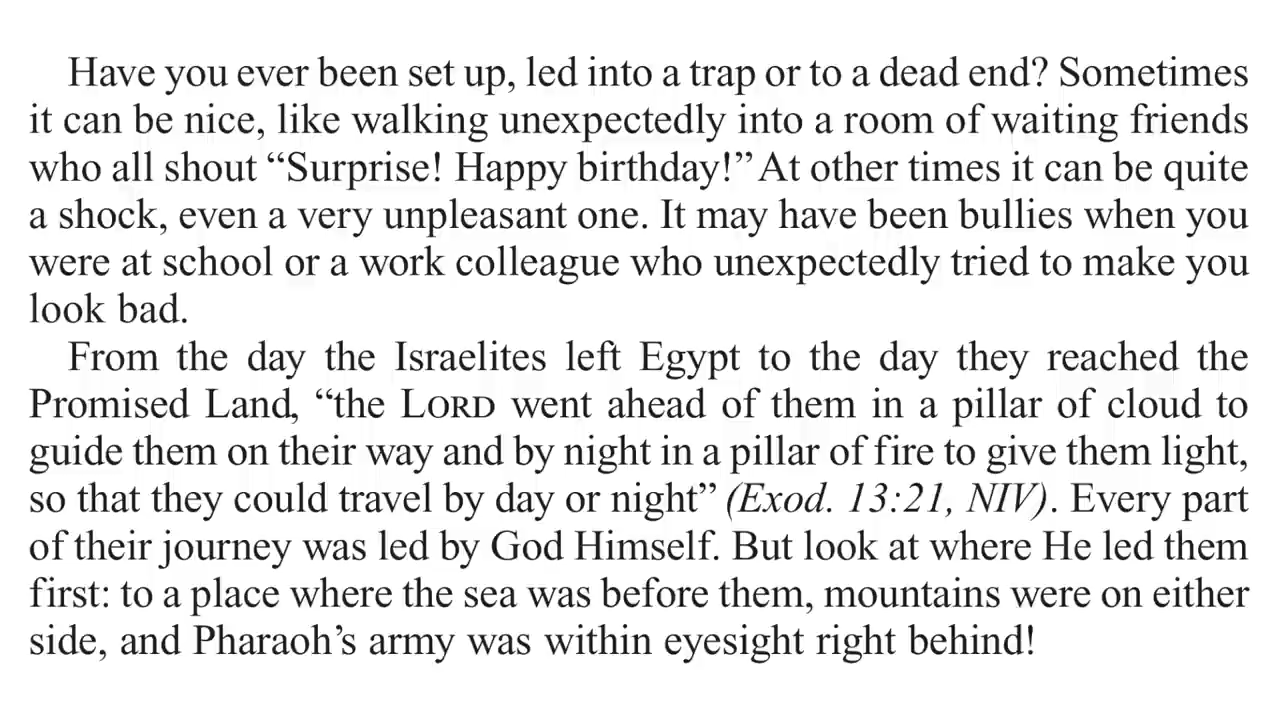 Have you ever been set up, led into a trap or to a dead end? Sometimes
it can be nice, like walking unexpectedly into a room of waiting friends
who all shout “Surprise! Happy birthday!” At other times it can be quite
a shock, even a very unpleasant one. It may have been bullies when you
were at school or a work colleague who unexpectedly tried to make you
look bad.
From the day the Israelites left Egypt to the day they reached the
Promised Land, “the LORD went ahead of them in a pillar of cloud to
guide them on their way and by night in a pillar of fire to give them light,
so that they could travel by day or night” (Exod. 13:21, NIV). Every part
of their journey was led by God Himself. But look at where He led them
first: to a place where the sea was before them, mountains were on either
side, and Pharaoh’s army was within eyesight right behind!